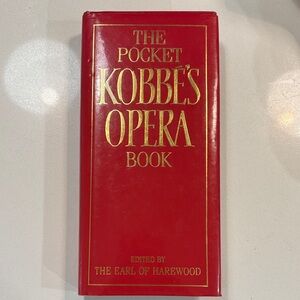 THE
POCKET
KOBBÉ'S
OPERA
BOOK
EDITED BY
THE EARL OF HAREWOOD